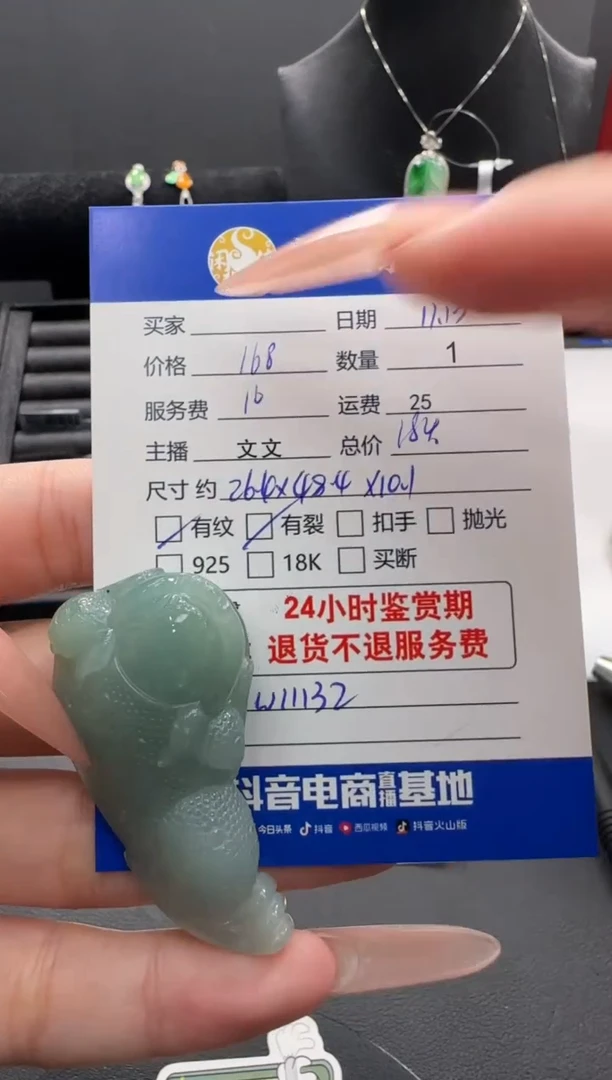 买家 日期 11.13
价格 168 数量 1
服务费 16 运费 25
主播 文文 总价 184
尺寸 约 26.4x48.4 x10.1
有纹 有裂 扣手 抛光
925 18K 买断
24小时鉴赏期
退货不退服务费
W11132
抖音电商直播基地
今日头条 抖音 西瓜视频 抖音火山版